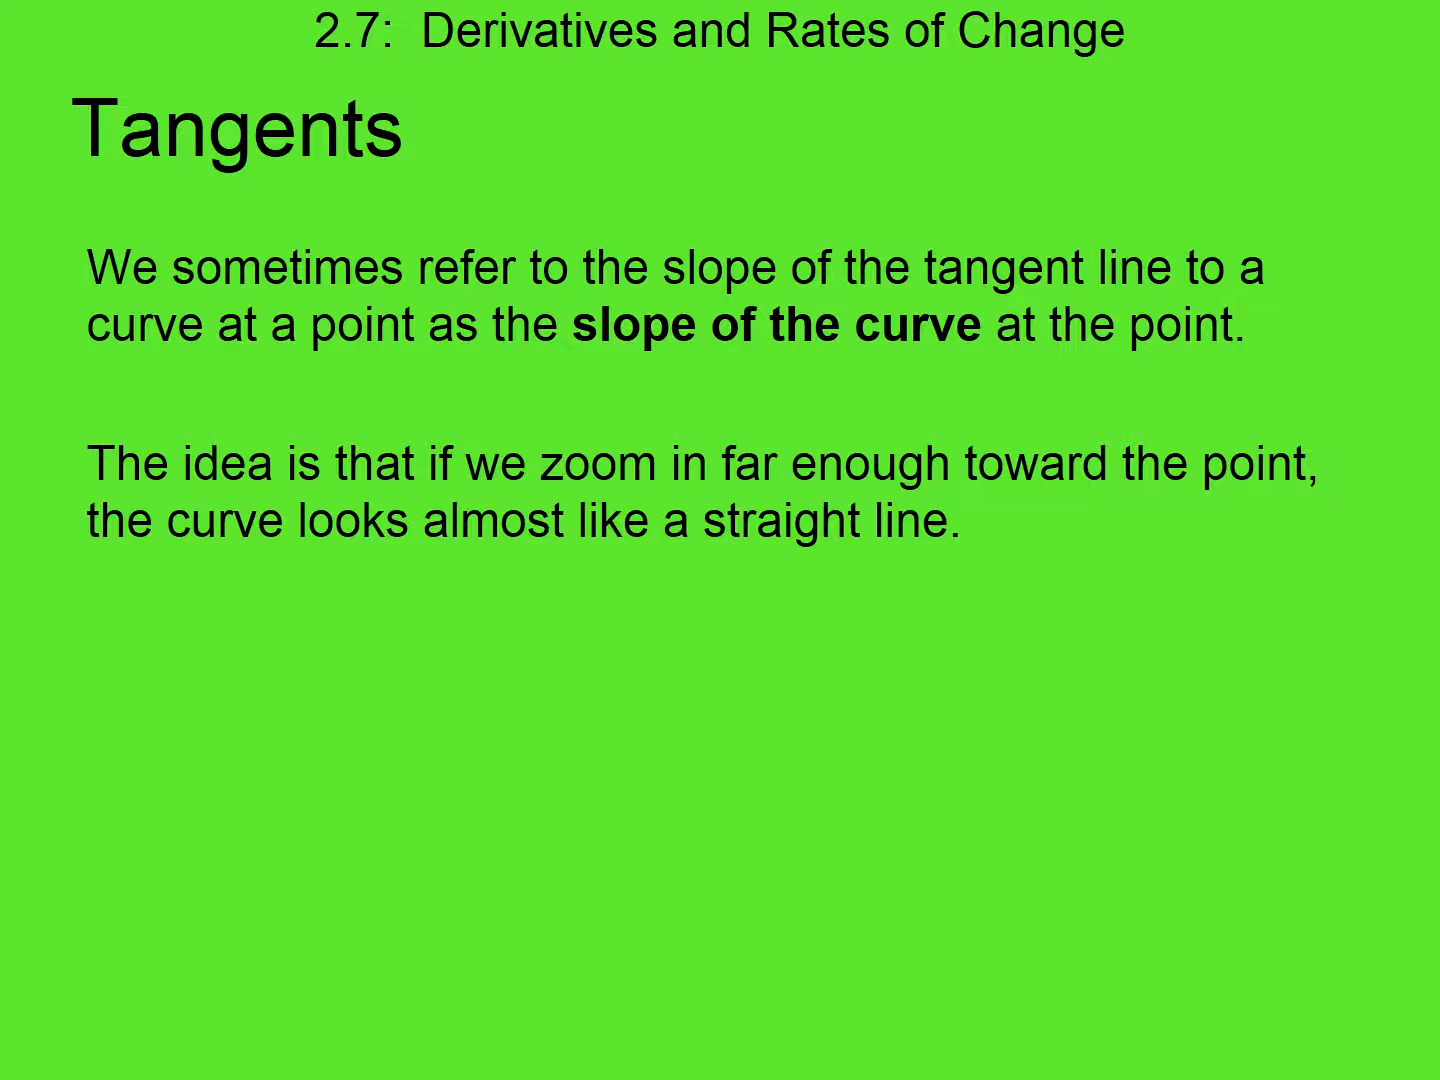 2.7:  Derivatives and Rates of Change
Tangents
We sometimes refer to the slope of the tangent line to a
curve at a point as the slope of the curve at the point.
The idea is that if we zoom in far enough toward the point,
the curve looks almost like a straight line.